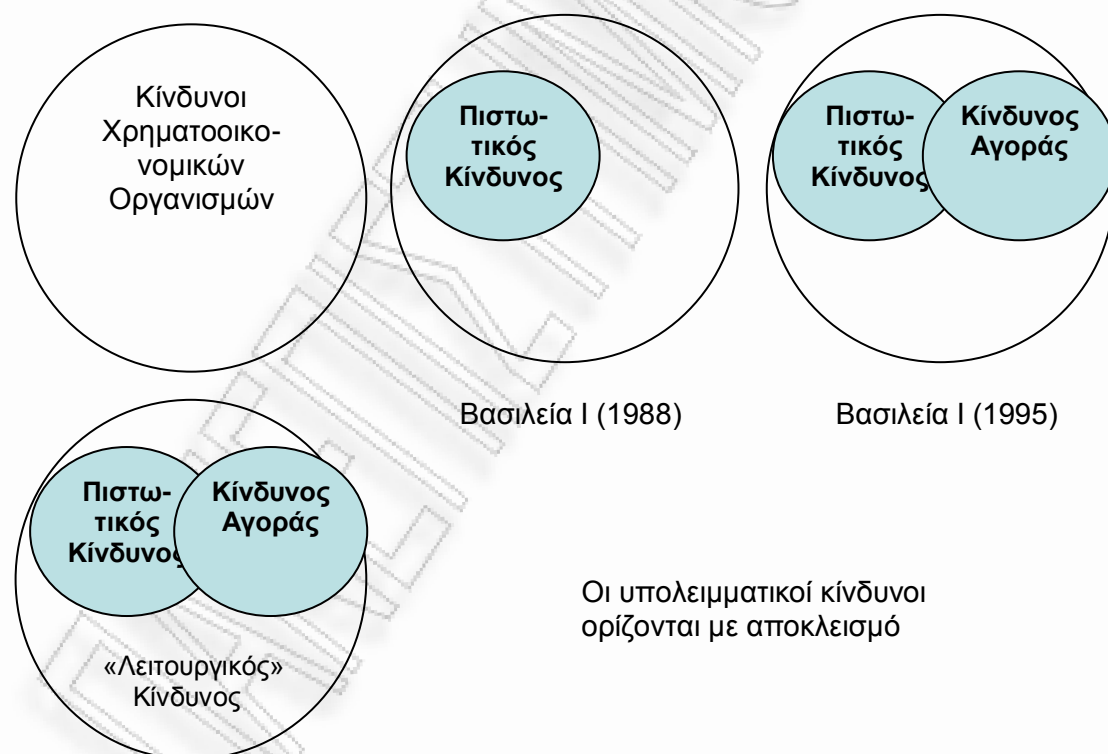 Κίνδυνοι
Χρηματοοικο-
νομικών
Οργανισμών
Πιστω-
τικός
Κίνδυνος
Πιστω-
τικός
Κίνδυνος
Κίνδυνος
Αγοράς
Βασιλεία Ι (1988)
Βασιλεία Ι (1995)
Πιστω-
τικός
Κίνδυνος
Κίνδυνος
Αγοράς
«Λειτουργικός»
Κίνδυνος
Οι υπολειμματικοί κίνδυνοι
ορίζονται με αποκλεισμό